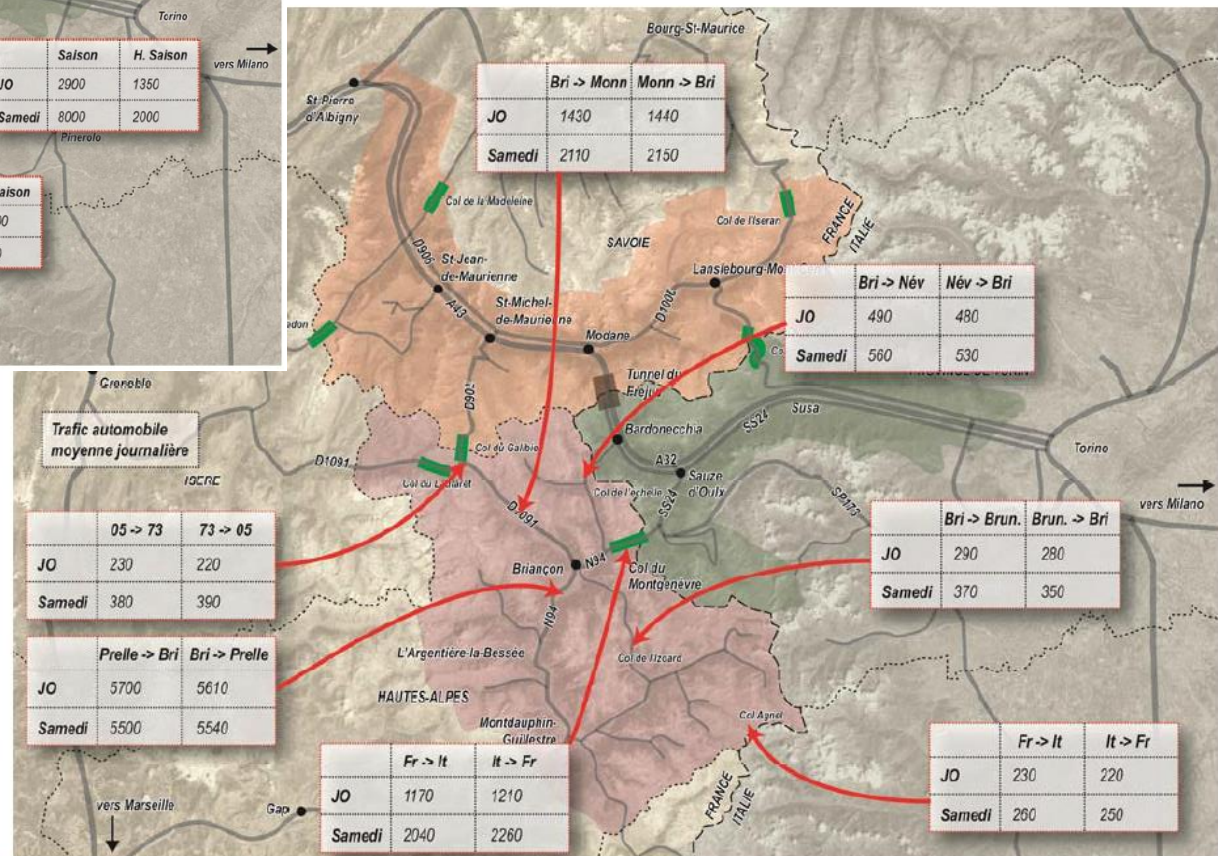 Torino
Saison H. Saison
JO 2900 1350
Samedi 8000 2000
vers Milano
Pinerolo
aison
Bourg-St-Maurice
St-Pierre
d'Albigny
Bri -> Monn Monn -> Bri
JO 1430 1440
Samedi 2110 2150
Col de la Madeleine
Col de l'Iseran
SAVOIE
FRANCE
ITALIE
D906
St-Jean-
de-Maurienne
A43
St-Michel-
de-Maurienne
Modane
D1006
Lanslebourg-Mont
Bri -> Név Név -> Bri
JO 490 480
Samedi 560 530
edon
D902
Tunnel du
Fréjus
Susa
SS24
Bardonecchia
A32
Sauze
d'Oulx
SS24
SP173
Torino
vers Milano
Grenoble
Trafic automobile
moyenne journalière
ISERE
D1091
Col du Galibier
Col du Lautaret
Col de l'échelle
D1091
05 -> 73 73 -> 05
JO 230 220
Samedi 380 390
Briançon
N94
Col du
Montgenèvre
Bri -> Brun. Brun. -> Bri
JO 290 280
Samedi 370 350
N94
L'Argentière-la-Bessée
Col de l'Izoard
Prelle -> Bri Bri -> Prelle
JO 5700 5610
Samedi 5500 5540
HAUTES-ALPES
Montdauphin-
Guillestre
Col Agnel
Fr -> It It -> Fr
JO 1170 1210
Samedi 2040 2260
Fr -> It It -> Fr
JO 230 220
Samedi 260 250
vers Marseille
Gap
FRANCE
ITALIE